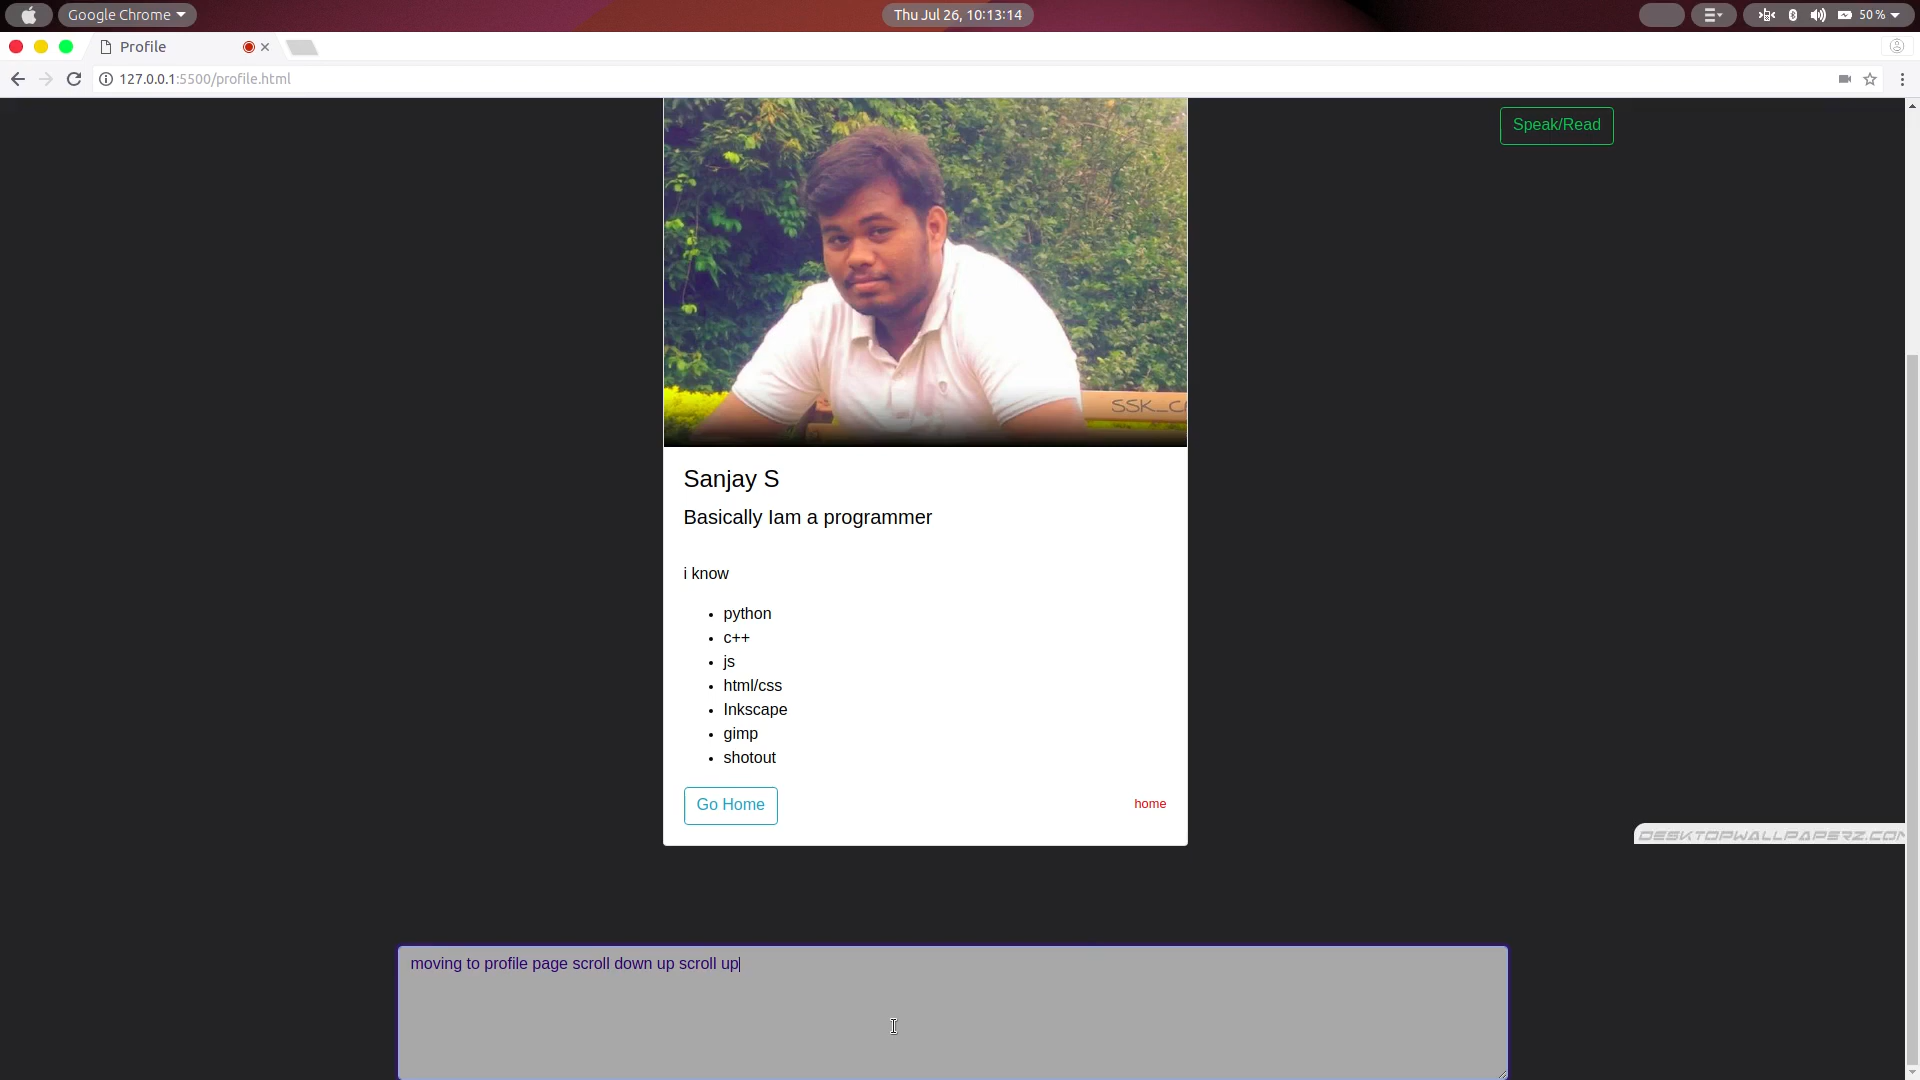 Google Chrome
Thu Jul 26, 10:13:14
50 %
Profile
127.0.0.1:5500/profile.html
Speak/Read
SSK_C
Sanjay S
Basically Iam a programmer
i know
python
c++
js
html/css
Inkscape
gimp
shotout
Go Home
home
DESKTOPWALLPAPERZ.COM
moving to profile page scroll down up scroll up